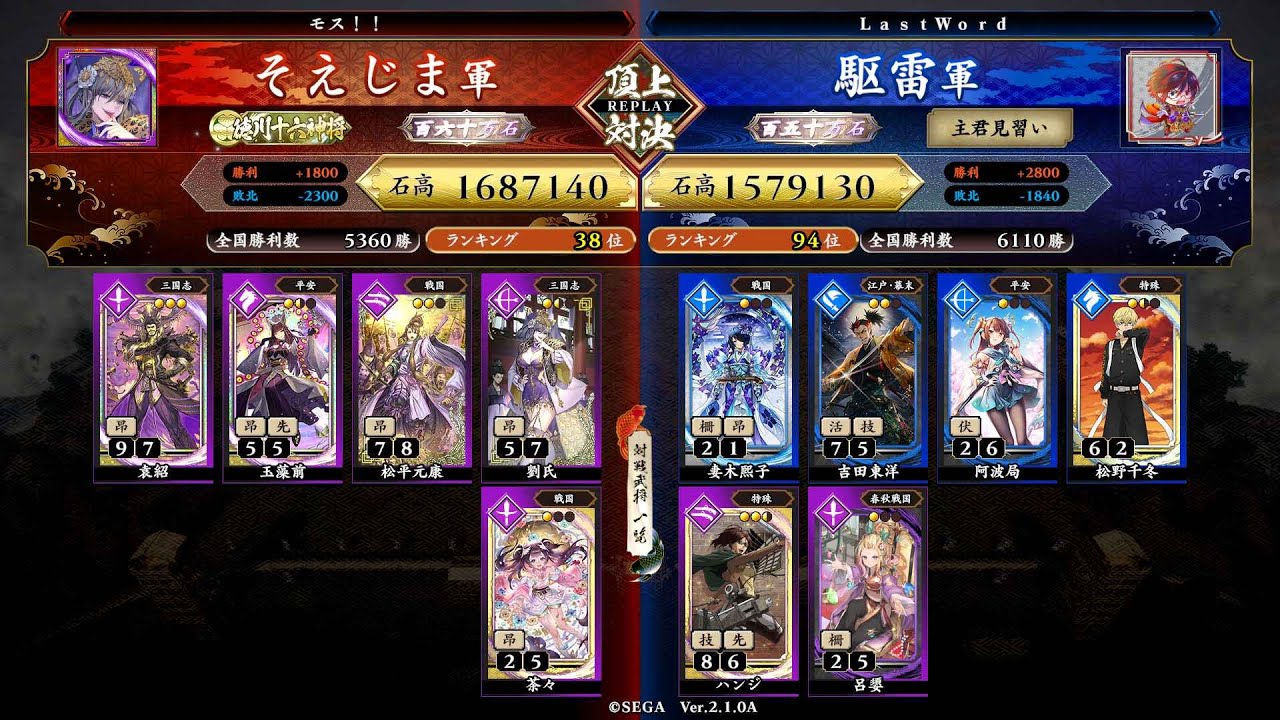 モス！！
LastWord
そえじま軍
頂上
REPLAY
対決
駆雷軍
徳川十六神将
百六十万石
百五十万石
主君見習い
勝利 +1800
敗北 -2300
石高 1687140
石高 1579130
勝利 +2800
敗北 -1840
全国勝利数 5360勝
ランキング 38位
ランキング 94位
全国勝利数 6110勝
三国志
平安
戦国
三国志
戦国
江戸・幕末
平安
特殊
昴
昴 先
昴
昴
柵 昴
活 技
伏
9 7
5 5
7 8
5 7
2 1
7 5
2 6
6 2
袁紹
玉藻前
松平元康
劉氏
妻木煕子
吉田東洋
阿波局
松野千冬
対戦武将一覧
戦国
特殊
春秋戦国
昴
技 先
柵
2 5
8 6
2 5
茶々
ハンジ
呂嬃
©SEGA Ver.2.1.0A